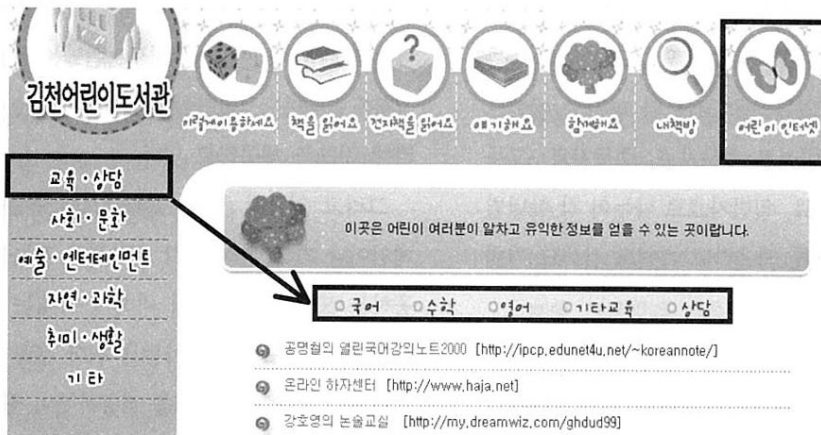 김천어린이도서관
이렇게이용하세요 책을 읽어요 전자책을 읽어요 얘기해요 함께해요 내책방 어린이 인터넷
교육·상담
사회·문화
예술·엔터테인먼트
자연·과학
취미·생활
기타
이곳은 어린이 여러분이 알차고 유익한 정보를 얻을 수 있는 곳이랍니다.
국어 수학 영어 기타교육 상담
공명철의 열린국어강의노트2000 [http://ipcp.edunet4u.net/~koreannote/]
온라인 하자센터 [http://www.haja.net]
강호영의 논술교실 [http://my.dreamwiz.com/ghdud99]